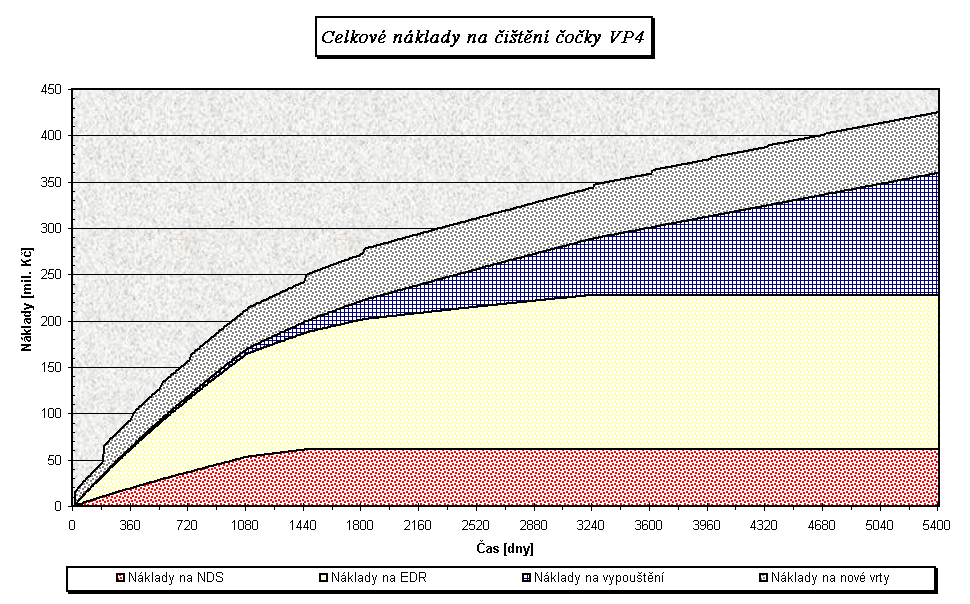 Celkové náklady na čištění čočky VP4
450
400
350
300
250
200
150
100
50
0
Náklady [mil. Kč]
0 360 720 1080 1440 1800 2160 2520 2880 3240 3600 3960 4320 4680 5040 5400
Čas [dny]
Náklady na NDS Náklady na EDR Náklady na vypouštění Náklady na nové vrty